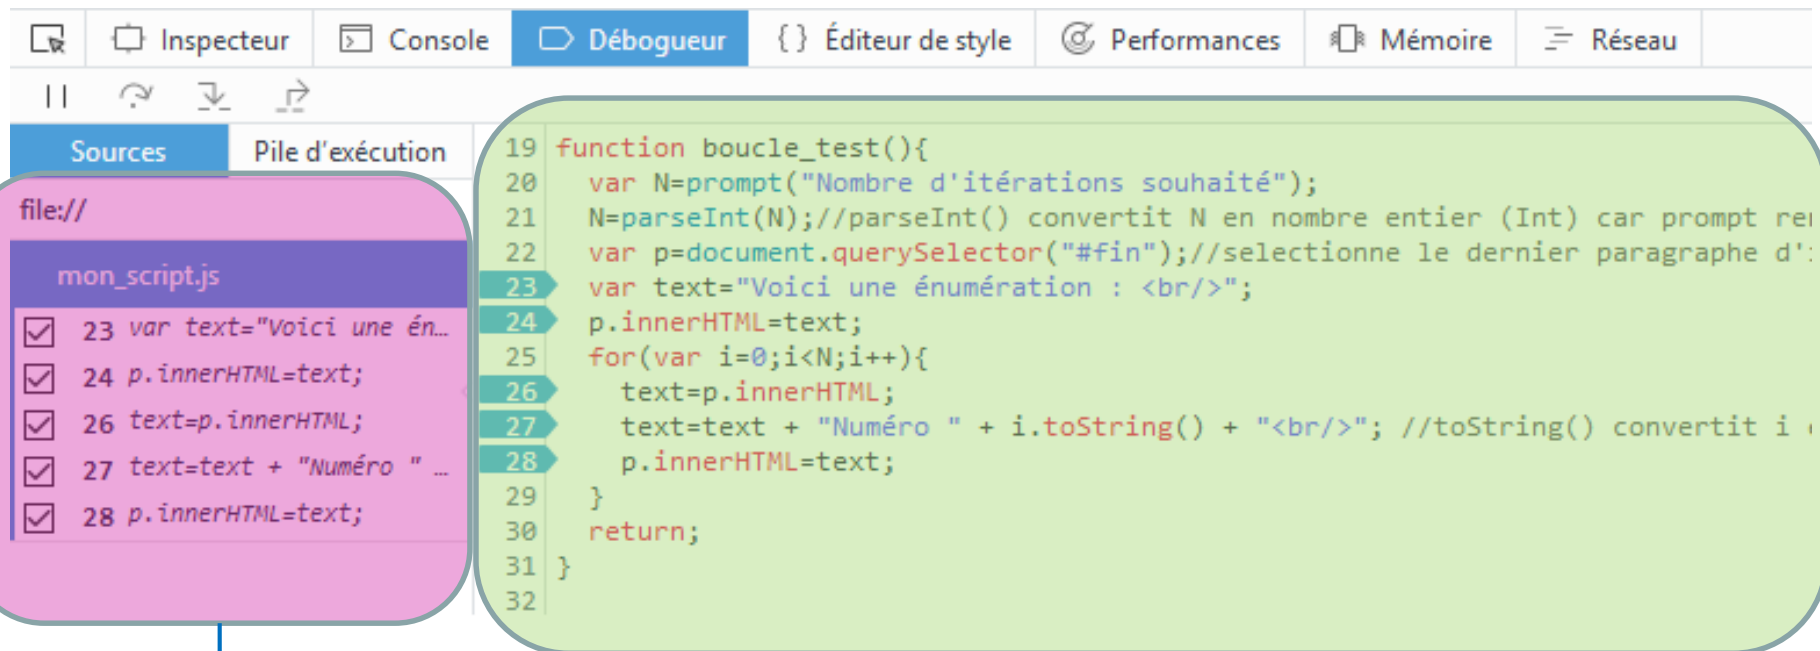 Inspecteur Console Débogueur { } Éditeur de style Performances Mémoire Réseau
Sources Pile d'exécution
file://
mon_script.js
23 var text="Voici une én…
24 p.innerHTML=text;
26 text=p.innerHTML;
27 text=text + "Numéro " …
28 p.innerHTML=text;
19 function boucle_test(){
20 var N=prompt("Nombre d'itérations souhaité");
21 N=parseInt(N);//parseInt() convertit N en nombre entier (Int) car prompt
22 var p=document.querySelector("#fin");//selectionne le dernier paragraphe
23 var text="Voici une énumération : <br/>";
24 p.innerHTML=text;
25 for(var i=0;i<N;i++){
26 text=p.innerHTML;
27 text=text + "Numéro " + i.toString() + "<br/>"; //toString() convertit i
28 p.innerHTML=text;
29 }
30 return;
31 }
32